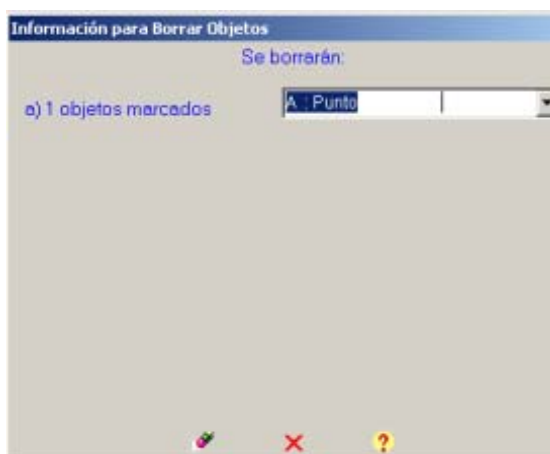 Información para Borrar Objetos
Se borrarán:
a) 1 objetos marcados
A : Punto